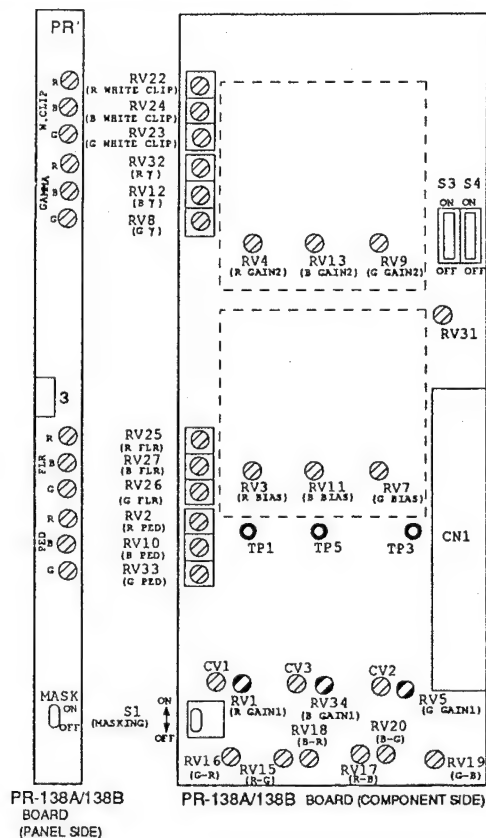 PR
W.CLIP
R
B
G
GAMMA
R
B
G
3
FLR
R
B
G
PED
R
B
G
MASK
ON
OFF
PR-138A/138B
BOARD
(PANEL SIDE)
RV22
(R WHITE CLIP)
RV24
(B WHITE CLIP)
RV23
(G WHITE CLIP)
RV32
(R γ)
RV12
(B γ)
RV8
(G γ)
RV4
(R GAIN2)
RV13
(B GAIN2)
RV9
(G GAIN2)
S3 S4
ON ON
OFF OFF
RV31
RV25
(R FLR)
RV27
(B FLR)
RV26
(G FLR)
RV2
(R PED)
RV10
(B PED)
RV33
(G PED)
RV3
(R BIAS)
RV11
(B BIAS)
RV7
(G BIAS)
TP1
TP5
TP3
CN1
CV1
CV3
CV2
S1
(MASKING)
ON
OFF
RV1
(R GAIN1)
RV34
(B GAIN1)
RV5
(G GAIN1)
RV18
(B-R)
RV20
(B-G)
RV16
(G-R)
RV15
(R-G)
RV17
(R-B)
RV19
(G-B)
PR-138A/138B BOARD (COMPONENT SIDE)